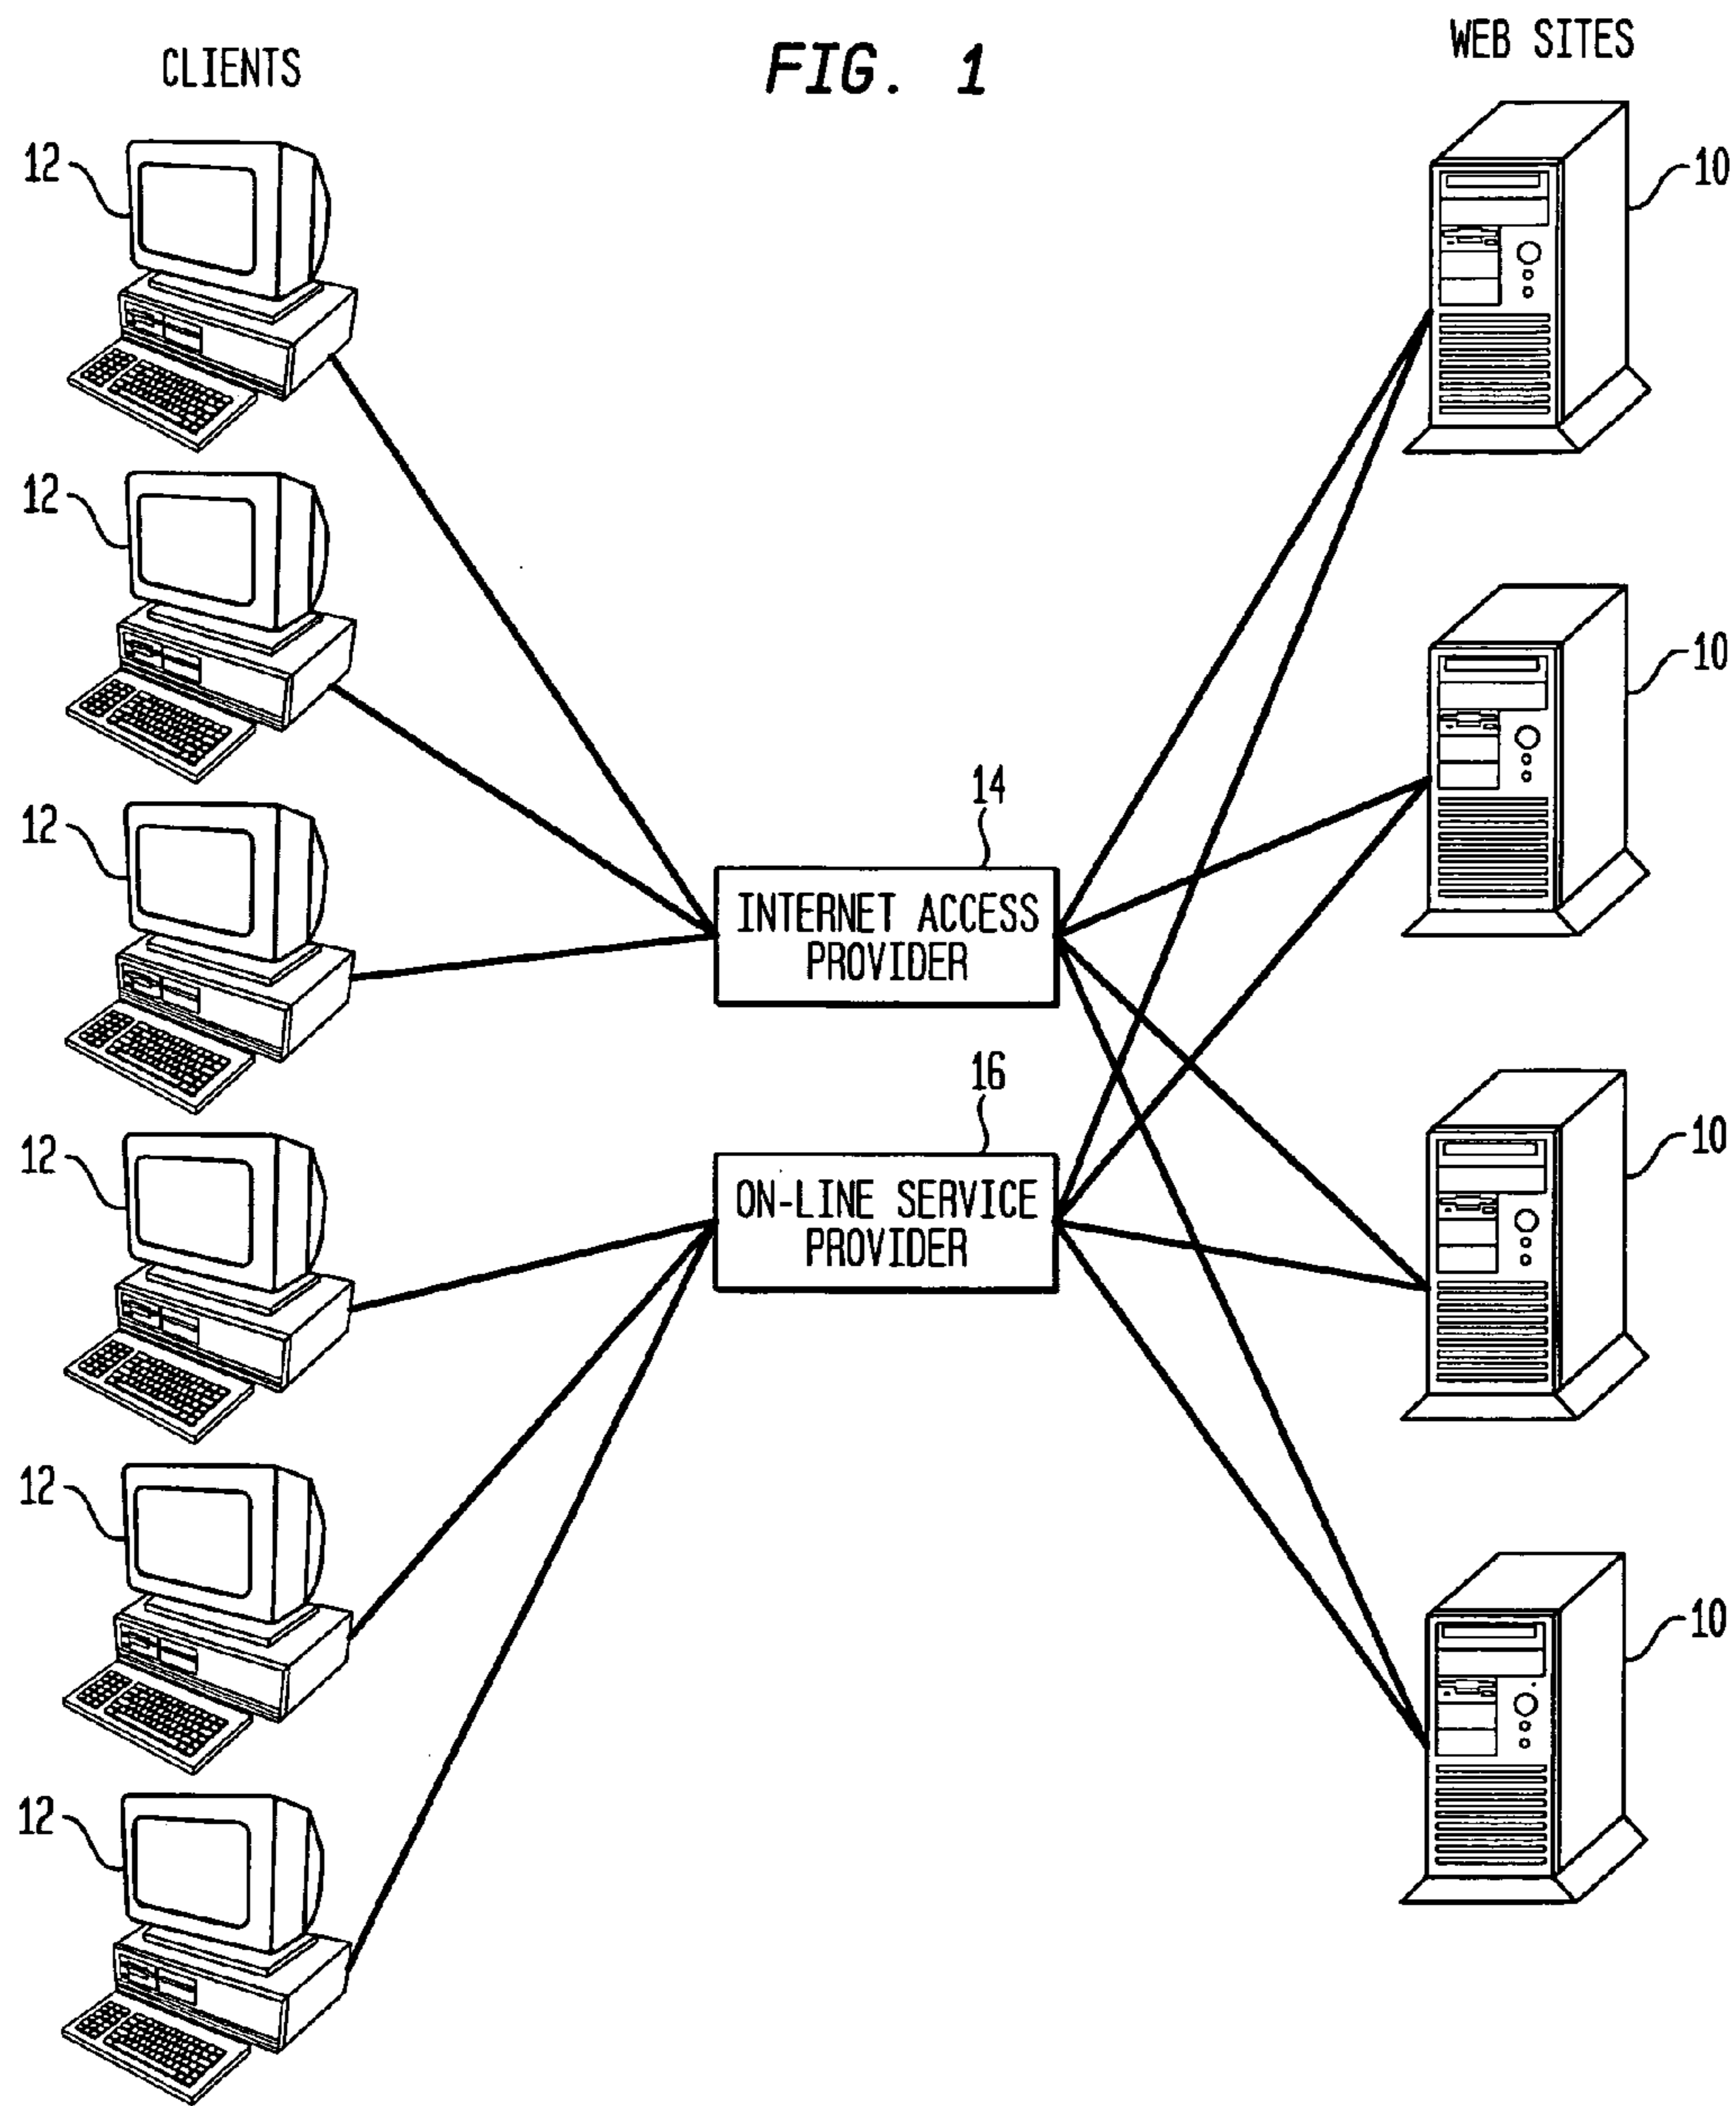 CLIENTS
FIG. 1
WEB SITES
12
10
12
10
14
12
INTERNET ACCESS
PROVIDER
16
10
12
ON-LINE SERVICE
PROVIDER
12
10
12